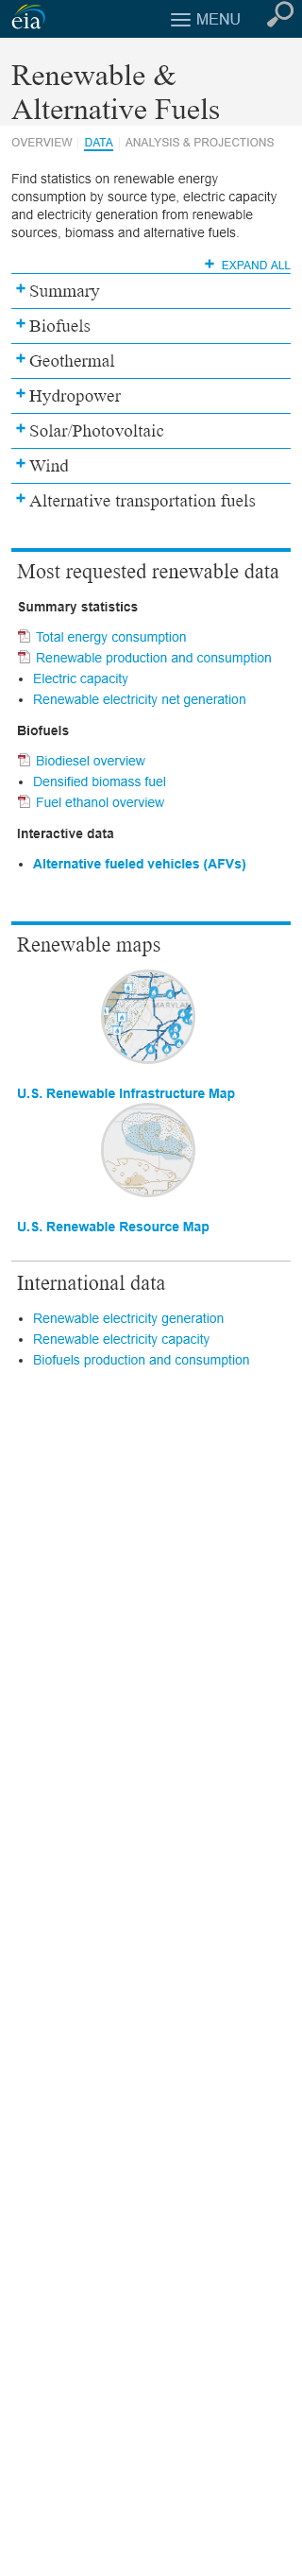 eia
MENU
Renewable &
Alternative Fuels
OVERVIEW
DATA
ANALYSIS & PROJECTIONS
Find statistics on renewable energy
consumption by source type, electric capacity
and electricity generation from renewable
sources, biomass and alternative fuels.
+ EXPAND ALL
+ Summary
+ Biofuels
+ Geothermal
+ Hydropower
+ Solar/Photovoltaic
+ Wind
+ Alternative transportation fuels
Most requested renewable data
Summary statistics
Total energy consumption
Renewable production and consumption
• Electric capacity
• Renewable electricity net generation
Biofuels
Biodiesel overview
• Densified biomass fuel
Fuel ethanol overview
Interactive data
• Alternative fueled vehicles (AFVs)
Renewable maps
MARYLAN
U.S. Renewable Infrastructure Map
U.S. Renewable Resource Map
International data
• Renewable electricity generation
• Renewable electricity capacity
• Biofuels production and consumption